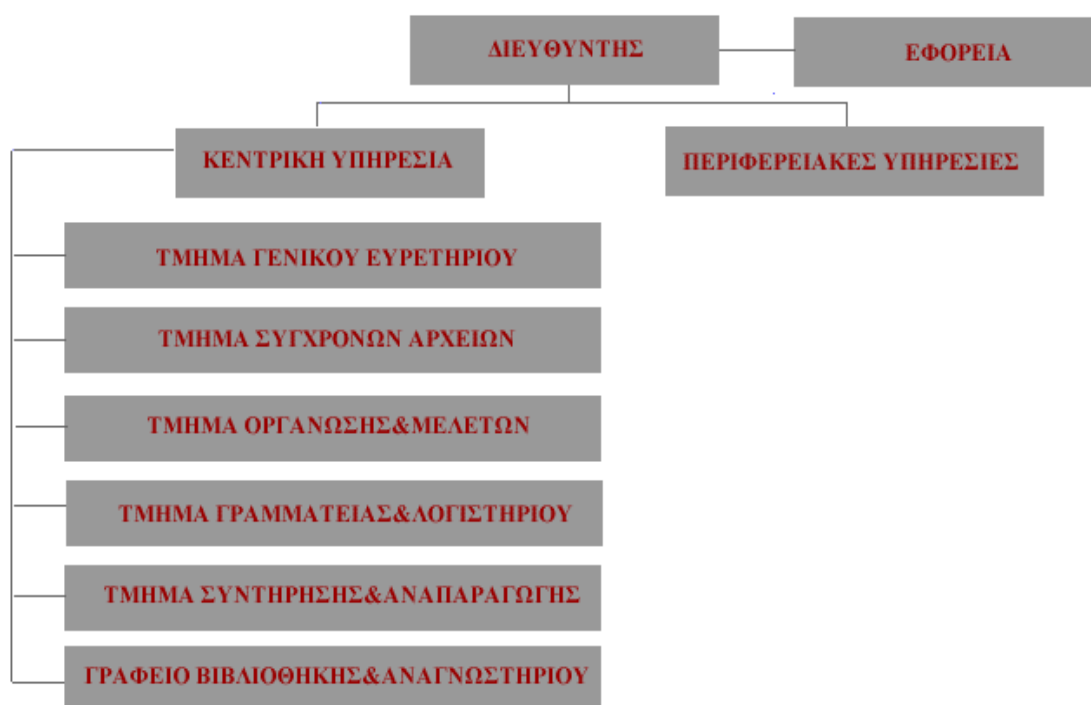 ΔΙΕΥΘΥΝΤΗΣ
ΕΦΟΡΕΙΑ
ΚΕΝΤΡΙΚΗ ΥΠΗΡΕΣΙΑ
ΠΕΡΙΦΕΡΕΙΑΚΕΣ ΥΠΗΡΕΣΙΕΣ
ΤΜΗΜΑ ΓΕΝΙΚΟΥ ΕΥΡΕΤΗΡΙΟΥ
ΤΜΗΜΑ ΣΥΓΧΡΟΝΩΝ ΑΡΧΕΙΩΝ
ΤΜΗΜΑ ΟΡΓΑΝΩΣΗΣ&ΜΕΛΕΤΩΝ
ΤΜΗΜΑ ΓΡΑΜΜΑΤΕΙΑΣ&ΛΟΓΙΣΤΗΡΙΟΥ
ΤΜΗΜΑ ΣΥΝΤΗΡΗΣΗΣ&ΑΝΑΠΑΡΑΓΩΓΗΣ
ΓΡΑΦΕΙΟ ΒΙΒΛΙΟΘΗΚΗΣ&ΑΝΑΓΝΩΣΤΗΡΙΟΥ